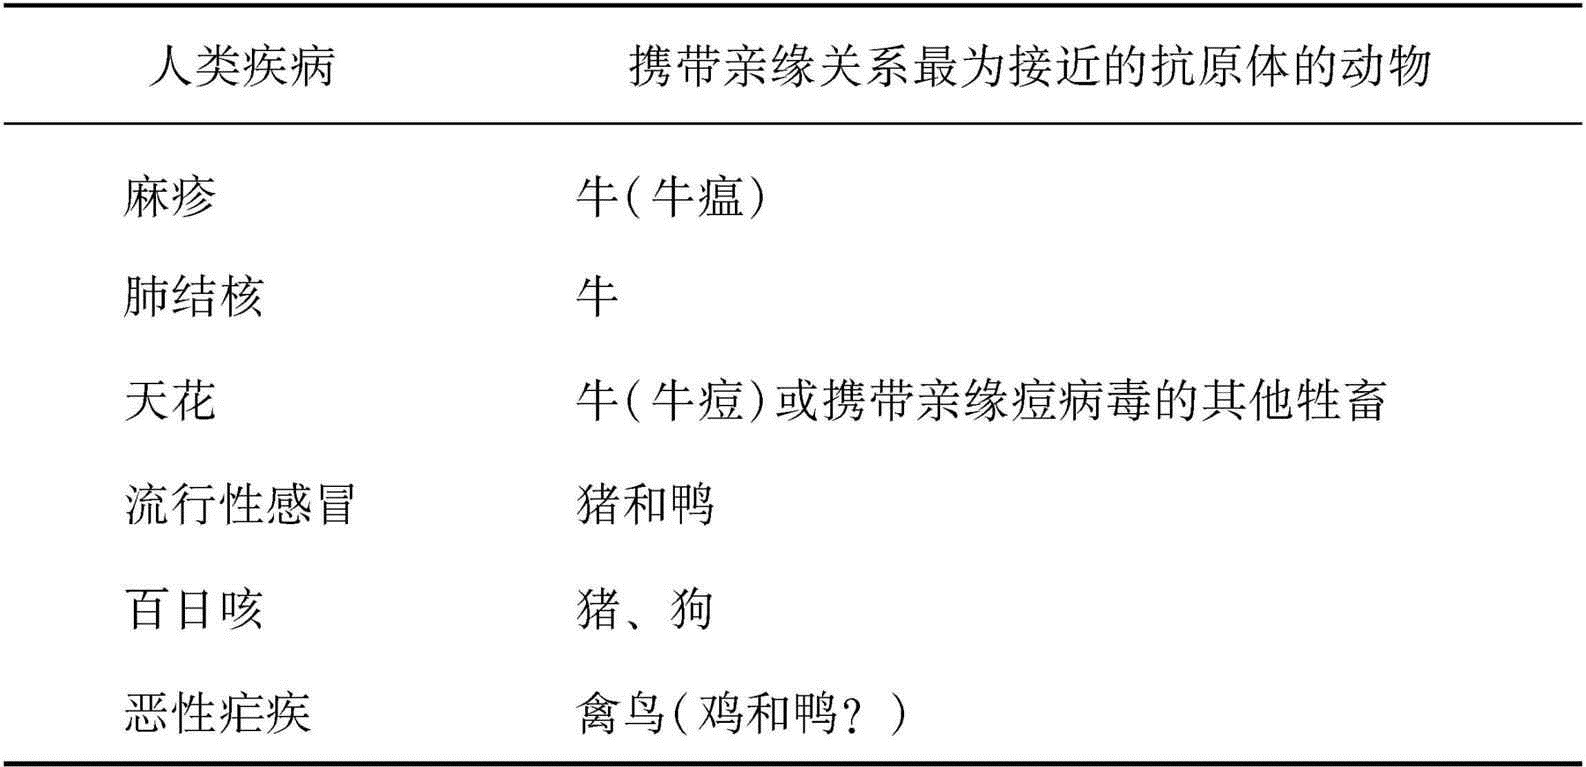 人类疾病 携带亲缘关系最为接近的抗原体的动物
麻疹 牛(牛瘟)
肺结核 牛
天花 牛(牛痘)或携带亲缘痘病毒的其他牲畜
流行性感冒 猪和鸭
百日咳 猪、狗
恶性疟疾 禽鸟(鸡和鸭？)